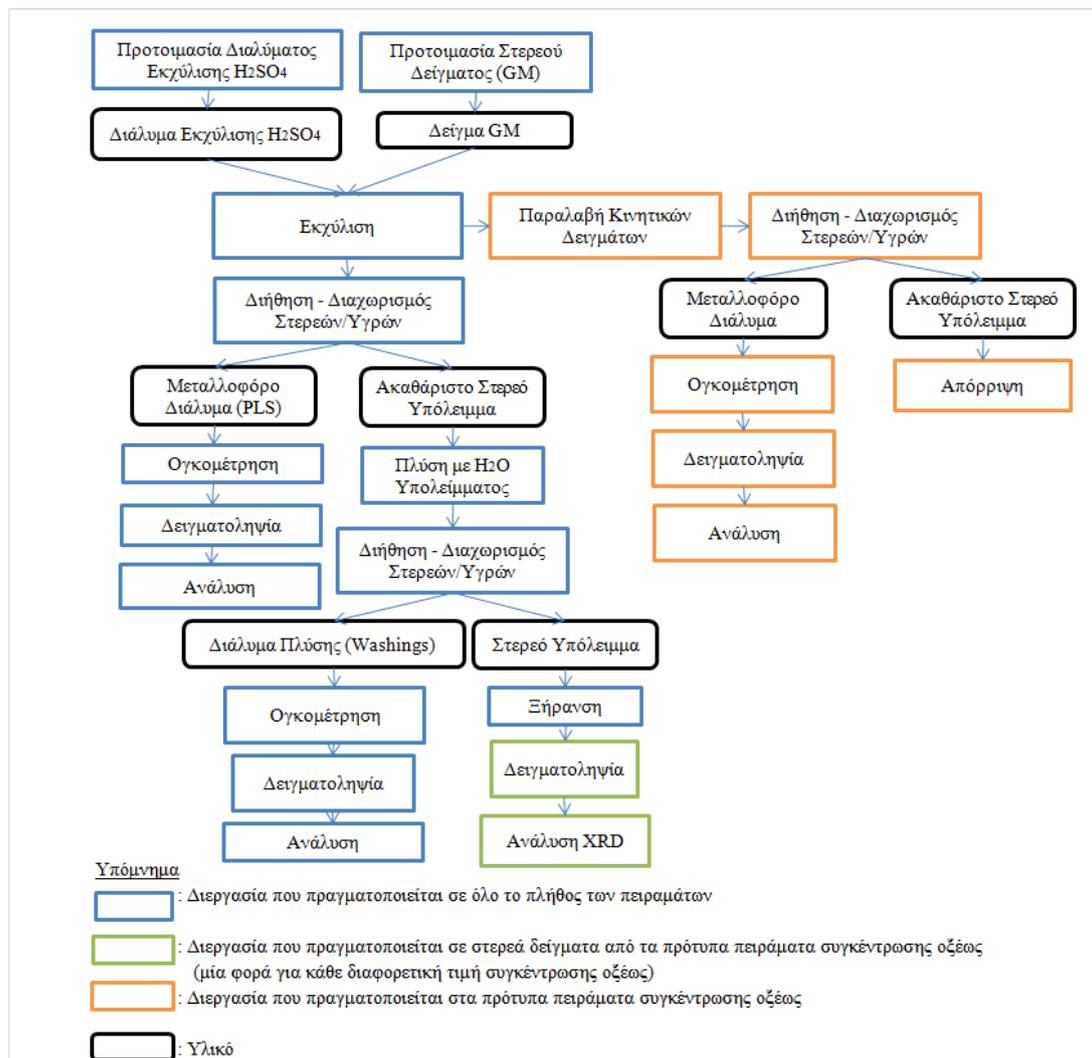 Προτοιμασία Διαλύματος
Εκχύλισης H2SO4
Προτοιμασία Στερεού
Δείγματος (GM)
Διάλυμα Εκχύλισης H2SO4
Δείγμα GM
Εκχύλιση
Παραλαβή Κινητικών
Δειγμάτων
Διήθηση - Διαχωρισμός
Στερεών/Υγρών
Διήθηση - Διαχωρισμός
Στερεών/Υγρών
Μεταλλοφόρο
Διάλυμα
Ακαθάριστο Στερεό
Υπόλειμμα
Ογκομέτρηση
Απόρριψη
Δειγματοληψία
Ανάλυση
Μεταλλοφόρο
Διάλυμα (PLS)
Ακαθάριστο Στερεό
Υπόλειμμα
Ογκομέτρηση
Πλύση με H2O
Υπολείμματος
Δειγματοληψία
Διήθηση - Διαχωρισμός
Στερεών/Υγρών
Ανάλυση
Διάλυμα Πλύσης (Washings)
Στερεό Υπόλειμμα
Ογκομέτρηση
Ξήρανση
Δειγματοληψία
Δειγματοληψία
Ανάλυση
Ανάλυση XRD
Υπόμνημα
: Διεργασία που πραγματοποιείται σε όλο το πλήθος των πειραμάτων
: Διεργασία που πραγματοποιείται σε στερεά δείγματα από τα πρότυπα πειράματα συγκέντρωσης οξέως
(μία φορά για κάθε διαφορετική τιμή συγκέντρωσης οξέως)
: Διεργασία που πραγματοποιείται στα πρότυπα πειράματα συγκέντρωσης οξέως
: Υλικό